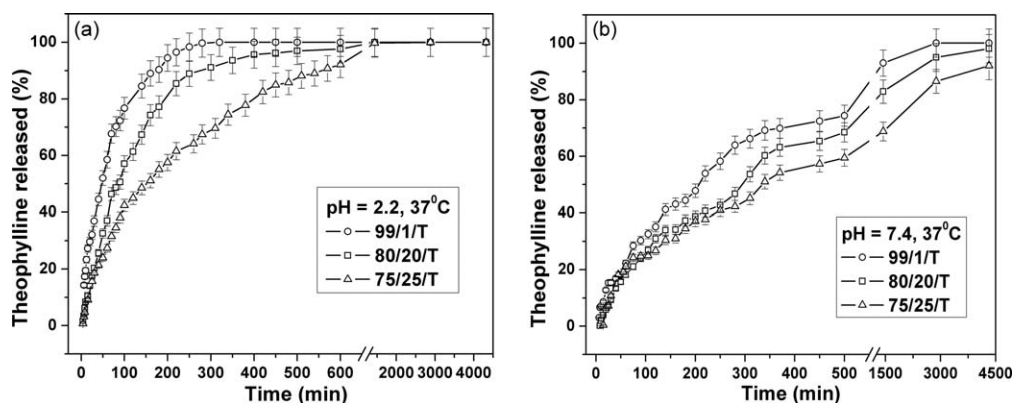 (a)
Theophylline released (%)
100
80
60
40
20
0
pH = 2.2, 37⁰C
99/1/T
80/20/T
75/25/T
0 100 200 300 400 500 600 2000 3000 4000
Time (min)
(b)
Theophylline released (%)
100
80
60
40
20
0
pH = 7.4, 37⁰C
99/1/T
80/20/T
75/25/T
0 100 200 300 400 500 1500 3000 4500
Time (min)